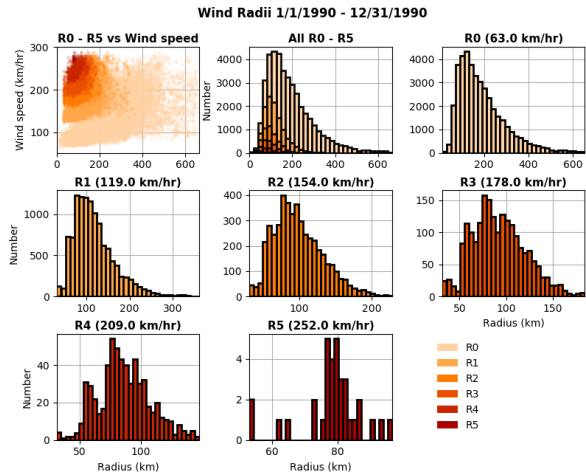 Wind Radii 1/1/1990 - 12/31/1990
R0 - R5 vs Wind speed
Wind speed (km/hr)
300
200
100
0
200
400
600
All R0 - R5
Number
4000
3000
2000
1000
0
0
200
400
600
R0 (63.0 km/hr)
4000
3000
2000
1000
0
200
400
600
R1 (119.0 km/hr)
Number
1000
500
0
100
200
300
R2 (154.0 km/hr)
400
300
200
100
0
100
200
R3 (178.0 km/hr)
150
100
50
0
50
100
150
Radius (km)
R4 (209.0 km/hr)
Number
40
20
0
50
100
Radius (km)
R5 (252.0 km/hr)
4
2
0
60
80
Radius (km)
R0
R1
R2
R3
R4
R5